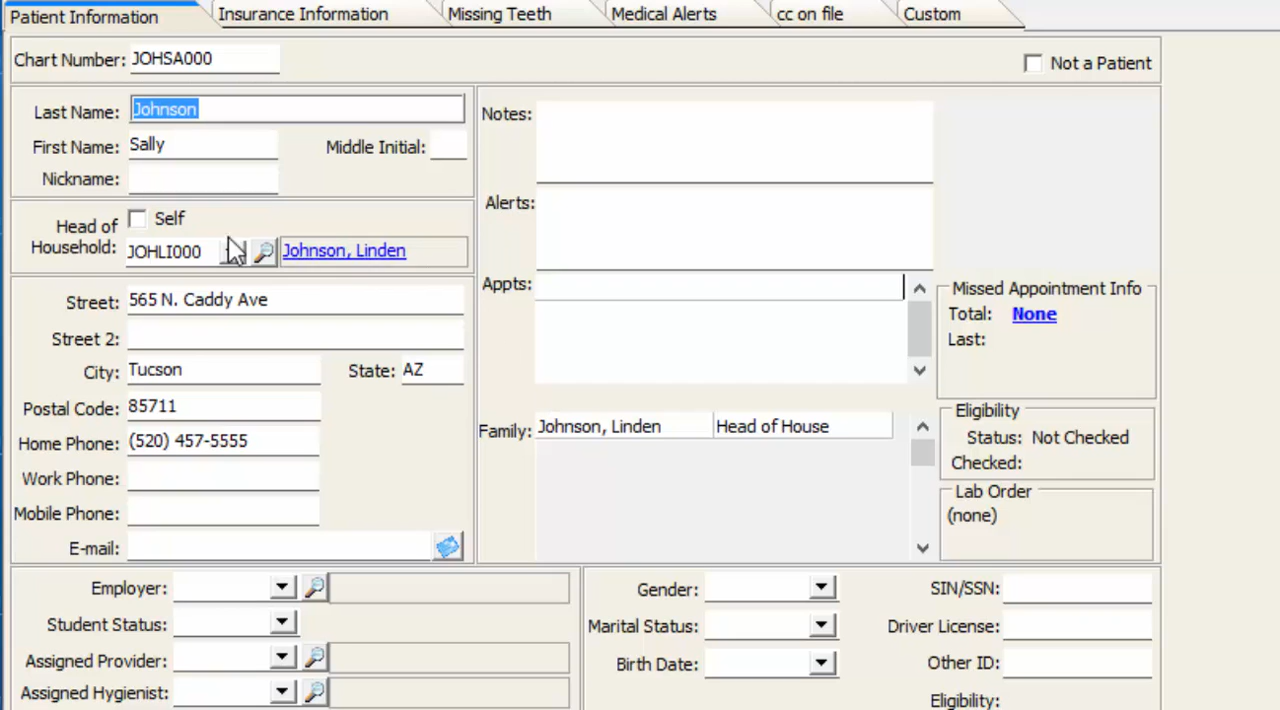 Patient Information
Insurance Information
Missing Teeth
Medical Alerts
cc on file
Custom
Chart Number: JOHSA000
Not a Patient
Last Name: Johnson
First Name: Sally
Middle Initial:
Nickname:
Head of Household:
Self
JOHLI000
Johnson, Linden
Street: 565 N. Caddy Ave
Street 2:
City: Tucson
State: AZ
Postal Code: 85711
Home Phone: (520) 457-5555
Work Phone:
Mobile Phone:
E-mail:
Notes:
Alerts:
Appts:
Missed Appointment Info
Total: None
Last:
Family: Johnson, Linden Head of House
Eligibility
Status: Not Checked
Checked:
Lab Order
(none)
Employer:
Student Status:
Assigned Provider:
Assigned Hygienist:
Gender:
Marital Status:
Birth Date:
SIN/SSN:
Driver License:
Other ID:
Eligibility: